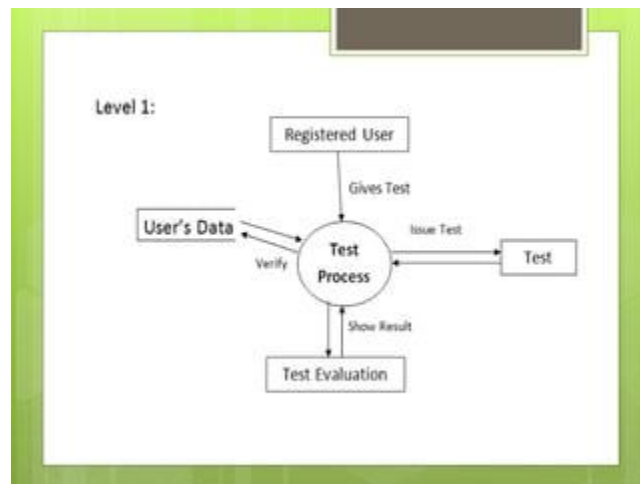 Level 1:
Registered User
Gives Test
User's Data
Issue Test
Verify
Test
Process
Test
Show Result
Test Evaluation